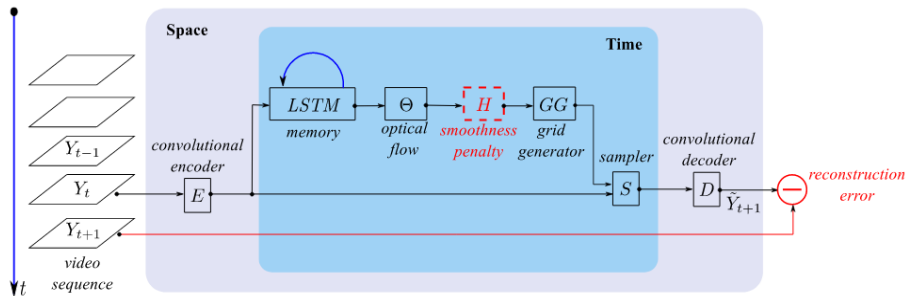 Space
Time
LSTM
memory
Θ
optical
flow
H
smoothness
penalty
GG
grid
generator
Y_{t-1}
Y_t
Y_{t+1}
video
sequence
t
convolutional
encoder
E
sampler
S
convolutional
decoder
D
Ỹ_{t+1}
reconstruction
error